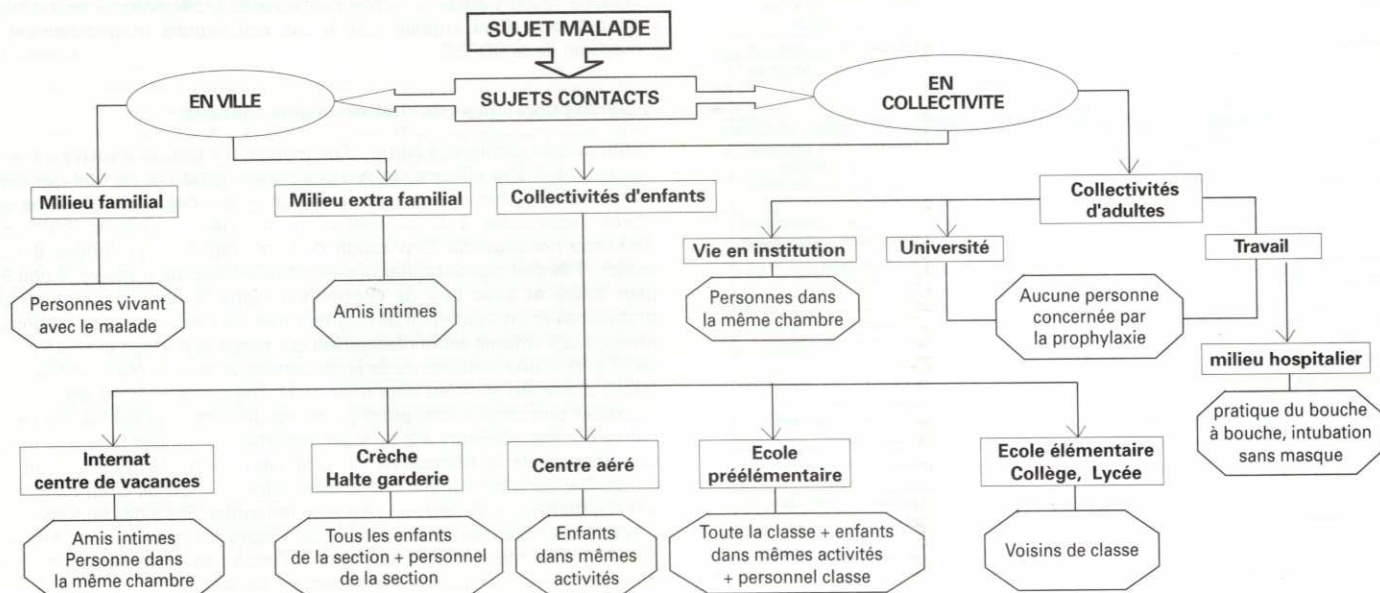 SUJET MALADE
SUJETS CONTACTS
EN VILLE
EN
COLLECTIVITE
Milieu familial
Milieu extra familial
Collectivités d'enfants
Collectivités
d'adultes
Vie en institution
Université
Travail
Personnes vivant
avec le malade
Amis intimes
Personnes dans
la même chambre
Aucune personne
concernée par
la prophylaxie
milieu hospitalier
pratique du bouche
à bouche, intubation
sans masque
Internat
centre de vacances
Crèche
Halte garderie
Centre aéré
Ecole
préélémentaire
Ecole élémentaire
Collège, Lycée
Amis intimes
Personne dans
la même chambre
Tous les enfants
de la section + personnel
de la section
Enfants
dans mêmes
activités
Toute la classe + enfants
dans mêmes activités
+ personnel classe
Voisins de classe